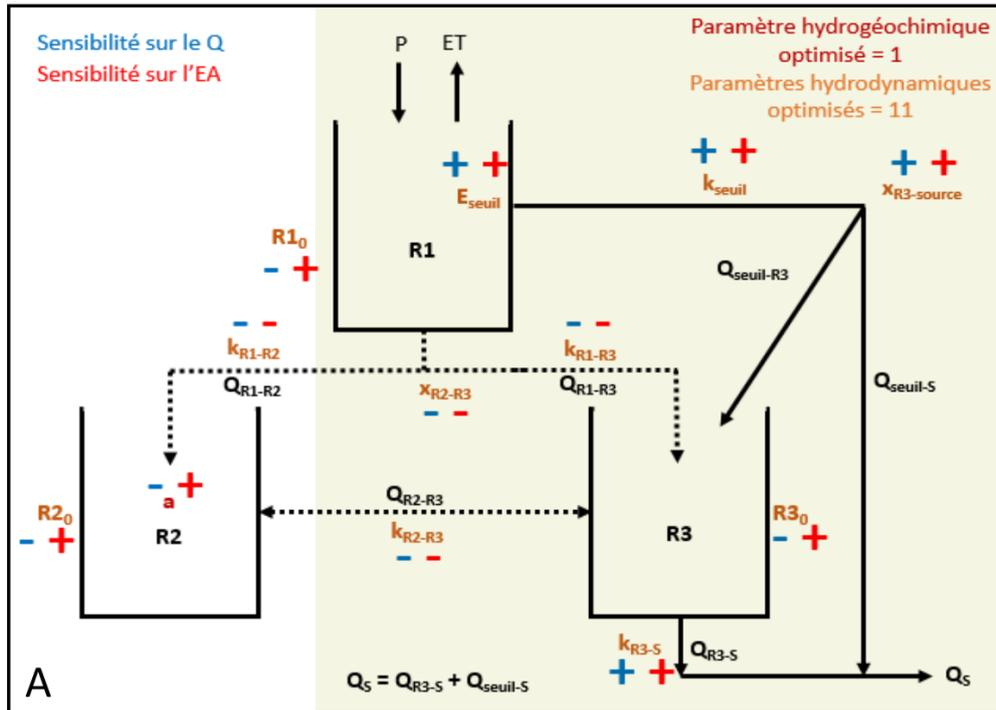 Sensibilité sur le Q
Sensibilité sur l'EA
P
ET
Paramètre hydrogéochimique
optimisé = 1
Paramètres hydrodynamiques
optimisés = 11
+ +
E_seuil
+ +
k_seuil
+ +
x_R3-source
R1_0
- +
R1
Q_seuil-R3
- -
k_R1-R2
Q_R1-R2
- -
k_R1-R3
Q_R1-R3
x_R2-R3
- -
Q_seuil-S
- +
a
R2_0
- +
R2
Q_R2-R3
k_R2-R3
- -
R3
R3_0
- +
k_R3-S
+ +
Q_R3-S
A
Q_S = Q_R3-S + Q_seuil-S
Q_S